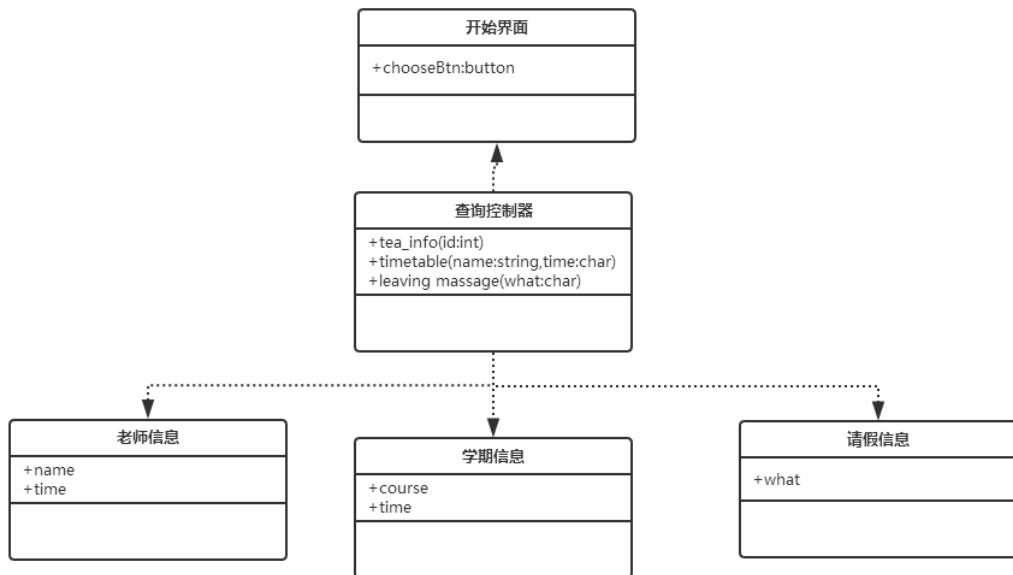 开始界面
+chooseBtn:button
查询控制器
+tea_info(id:int)
+timetable(name:string,time:char)
+leaving massage(what:char)
老师信息
+name
+time
学期信息
+course
+time
请假信息
+what